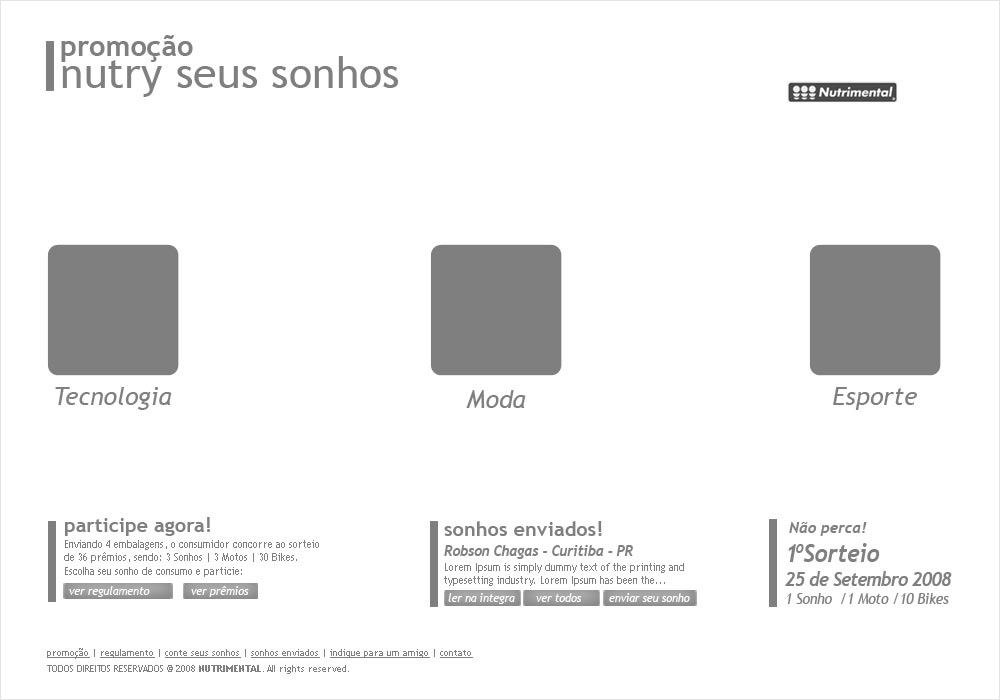 promoção
nutry seus sonhos
Nutrimental
Tecnologia
Moda
Esporte
participe agora!
Enviando 4 embalagens, o consumidor concorre ao sorteio
de 36 prêmios, sendo: 3 Sonhos | 3 Motos | 30 Bikes.
Escolha seu sonho de consumo e particie:
ver regulamento
ver prêmios
sonhos enviados!
Robson Chagas - Curitiba - PR
Lorem Ipsum is simply dummy text of the printing and
typesetting industry. Lorem Ipsum has been the...
ler na integra
ver todos
enviar seu sonho
Não perca!
1ºSorteio
25 de Setembro 2008
1 Sonho / 1 Moto / 10 Bikes
promoção | regulamento | conte seus sonhos | sonhos enviados | indique para um amigo | contato
TODOS DIREITOS RESERVADOS @ 2008 NUTRIMENTAL. All rights reserved.